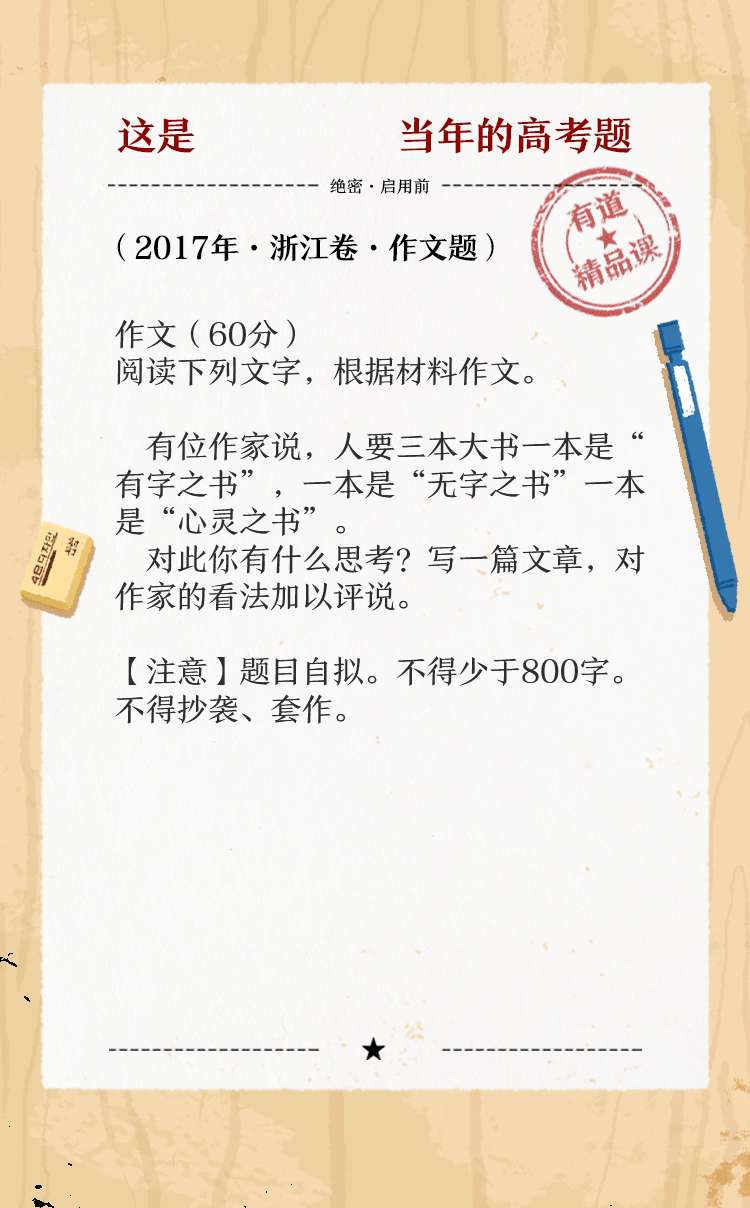 这是 当年的高考题
绝密·启用前
有道
精品课
（2017年·浙江卷·作文题）
作文（60分）
阅读下列文字，根据材料作文。
有位作家说，人要三本大书一本是“
有字之书”，一本是“无字之书”一本
是“心灵之书”。
对此你有什么思考？写一篇文章，对
作家的看法加以评说。
【注意】题目自拟。不得少于800字。
不得抄袭、套作。